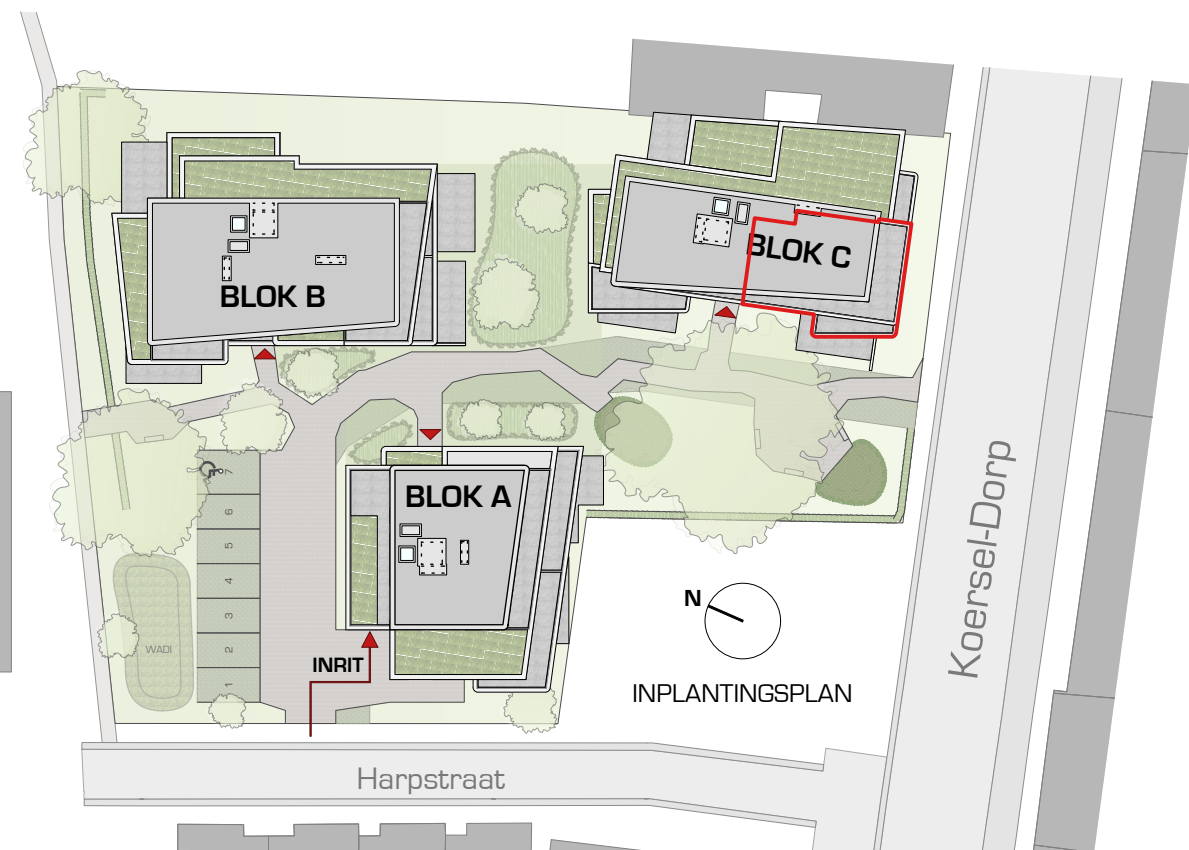 BLOK B
BLOK C
BLOK A
7
6
5
4
3
2
1
WADI
INRIT
N
INPLANTINGSPLAN
Koersel-Dorp
Harpstraat